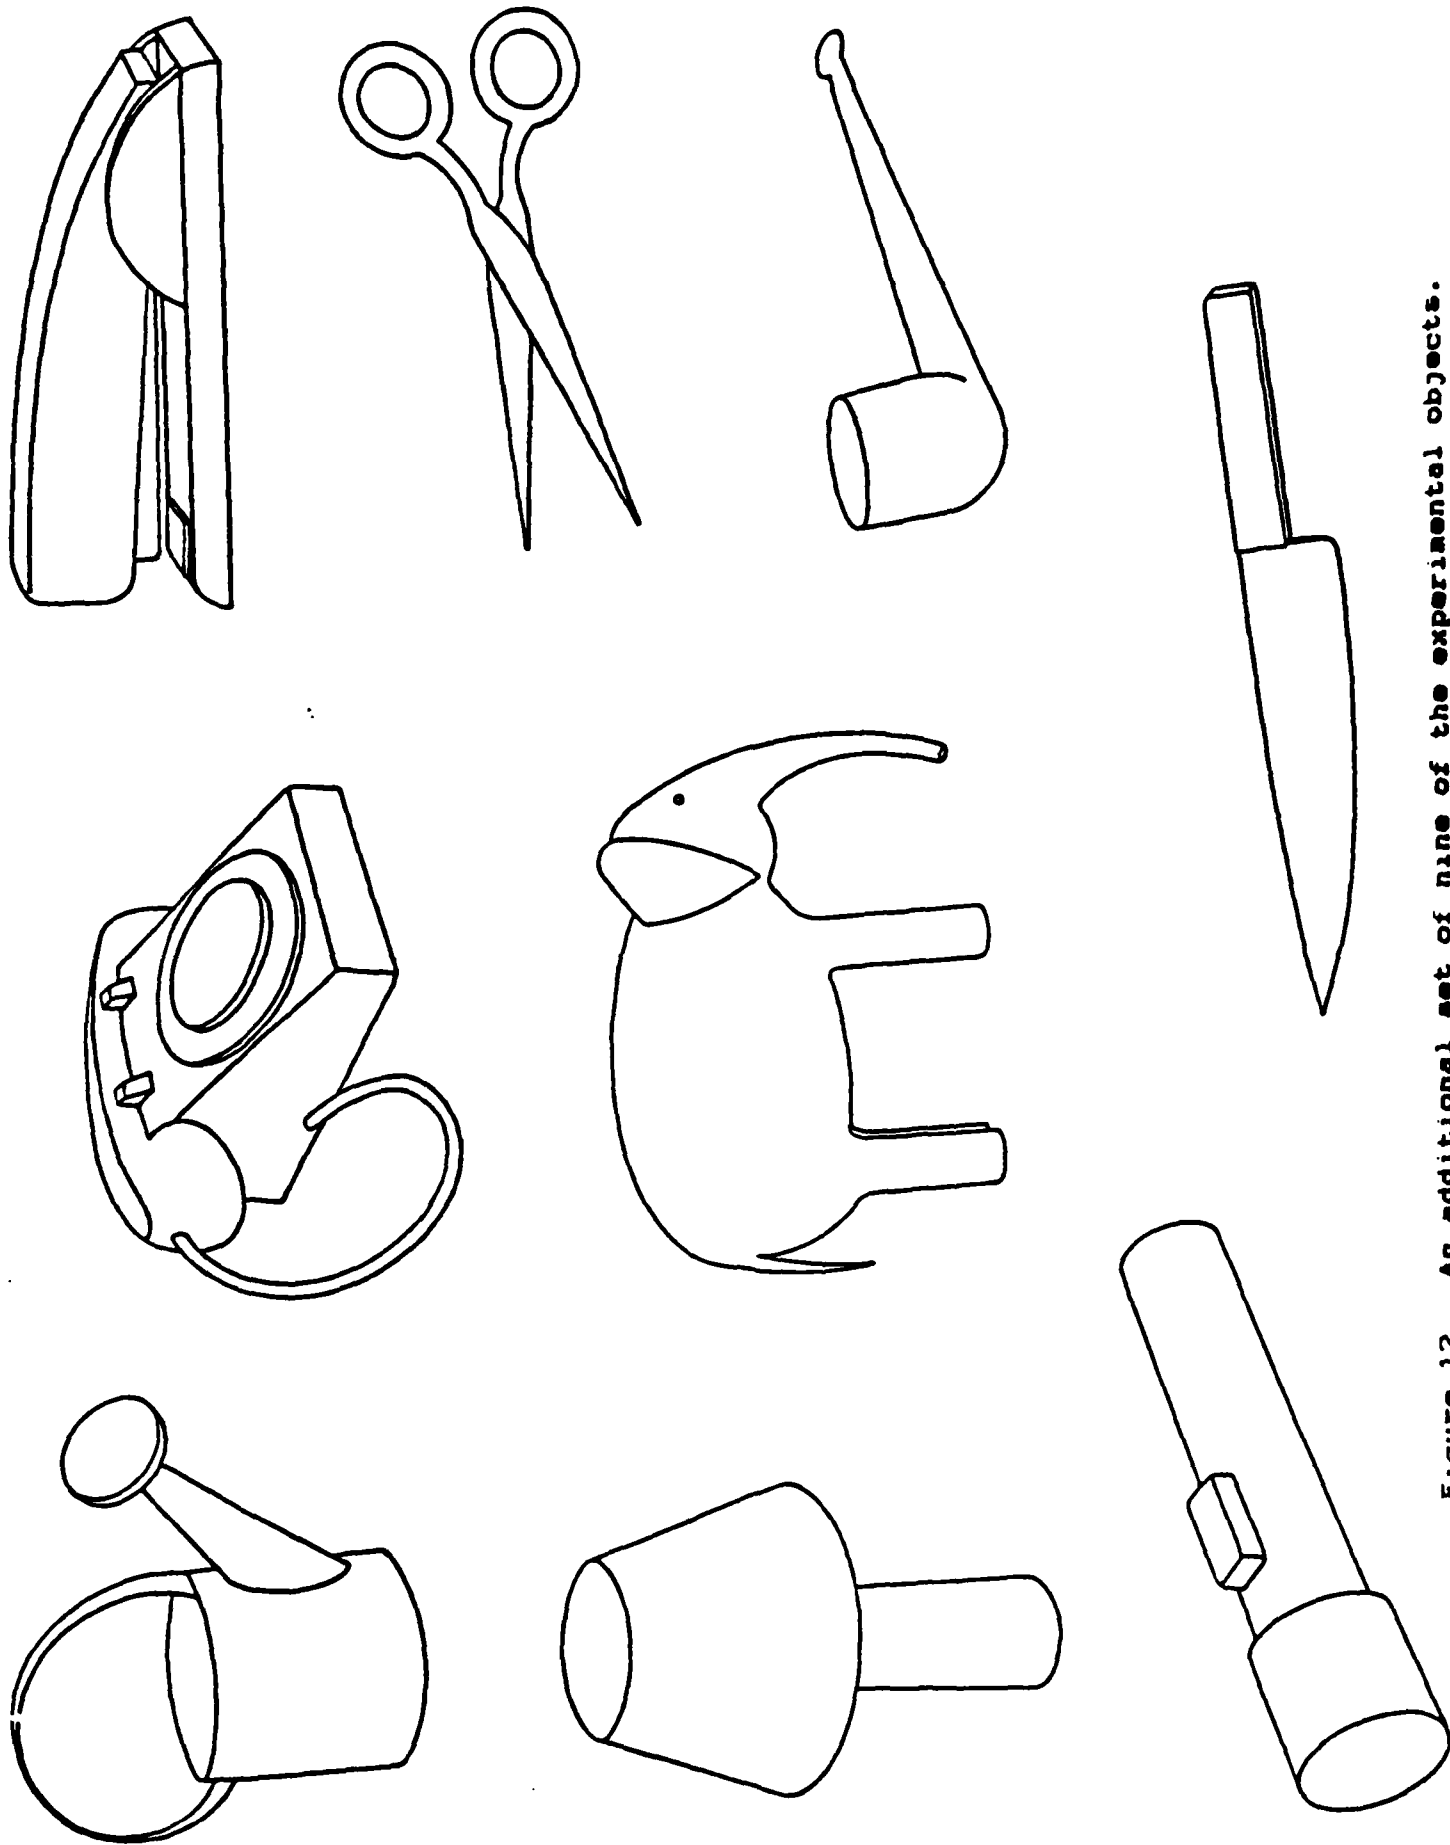 Figure 12. An additional set of nine of the experimental objects.